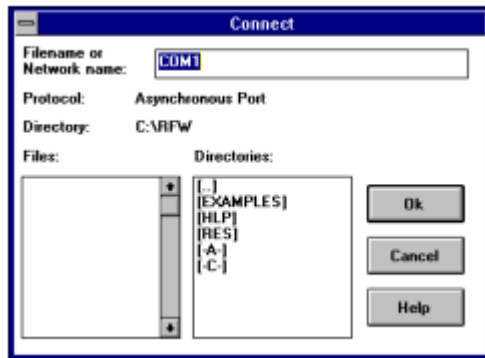 Connect
Filename or
Network name:
COM1
Protocol: Asynchronous Port
Directory: C:\RFW
Files: Directories:
[..]
[EXAMPLES]
[HLP]
[RES]
[-A-]
[-C-]
Ok
Cancel
Help